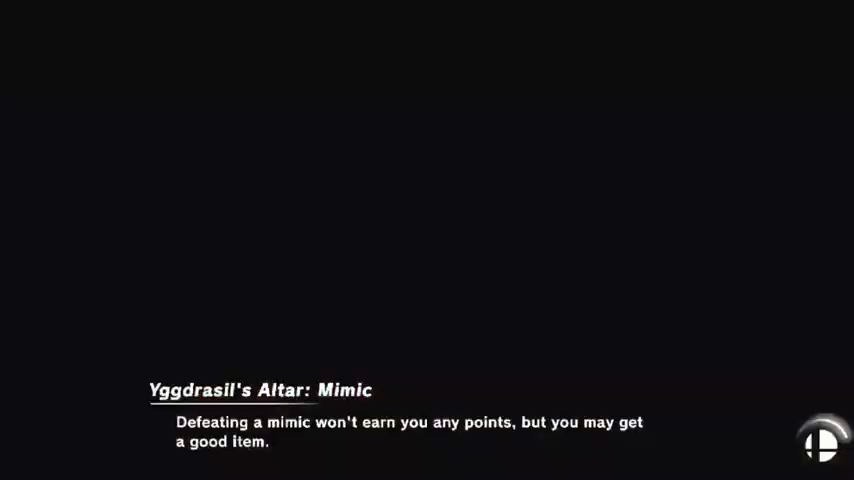 Yggdrasil's Altar: Mimic
Defeating a mimic won't earn you any points, but you may get
a good item.